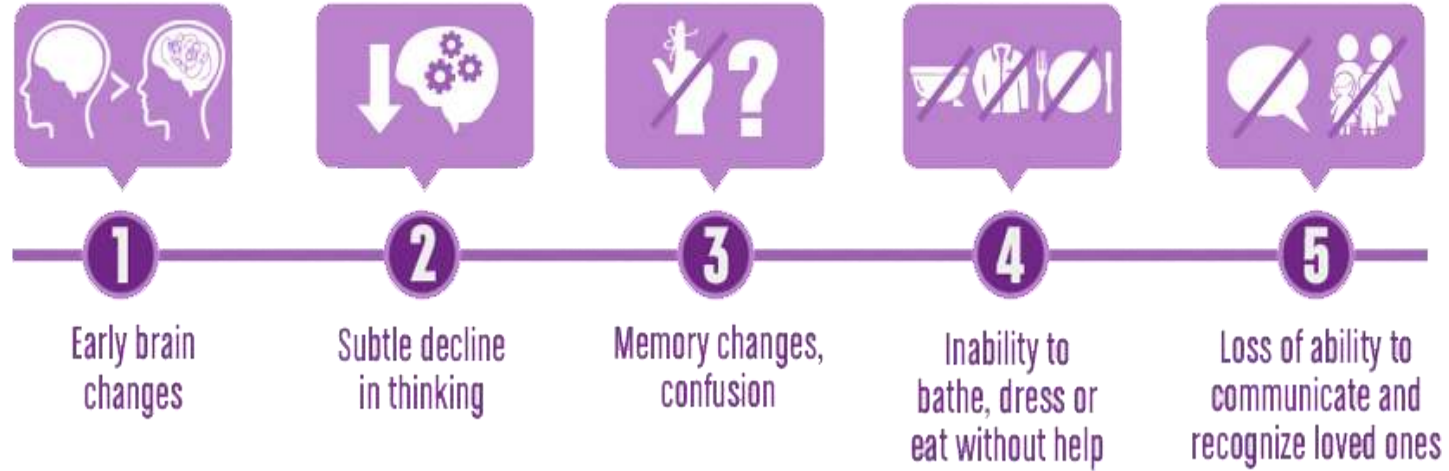 >
?
1
2
3
4
5
Early brain
changes
Subtle decline
in thinking
Memory changes,
confusion
Inability to
bathe, dress or
eat without help
Loss of ability to
communicate and
recognize loved ones